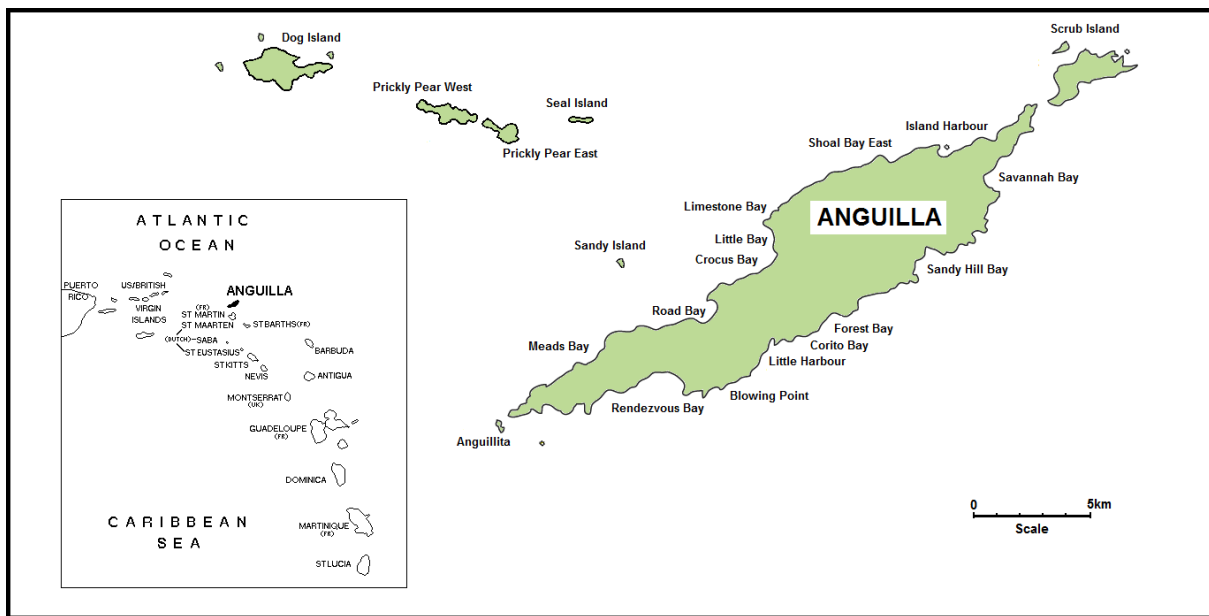 Dog Island
Scrub Island
Prickly Pear West
Seal Island
Prickly Pear East
Island Harbour
Shoal Bay East
Savannah Bay
Limestone Bay
ANGUILLA
Little Bay
Sandy Island
Crocus Bay
Sandy Hill Bay
Road Bay
Forest Bay
Meads Bay
Corito Bay
Little Harbour
Blowing Point
Rendezvous Bay
Anguillita
0 5km
Scale
ATLANTIC
OCEAN
PUERTO
RICO
US/BRITISH
VIRGIN
ISLANDS
ANGUILLA
(FR)
ST MARTIN
ST MAARTEN
ST BARTHS(FR)
(DUTCH)-SABA
ST EUSTASIUS
ST KITTS
NEVIS
BARBUDA
ANTIGUA
MONTSERRAT
(UK)
GUADELOUPE
(FR)
DOMINICA
CARIBBEAN
SEA
MARTINIQUE
(FR)
ST LUCIA